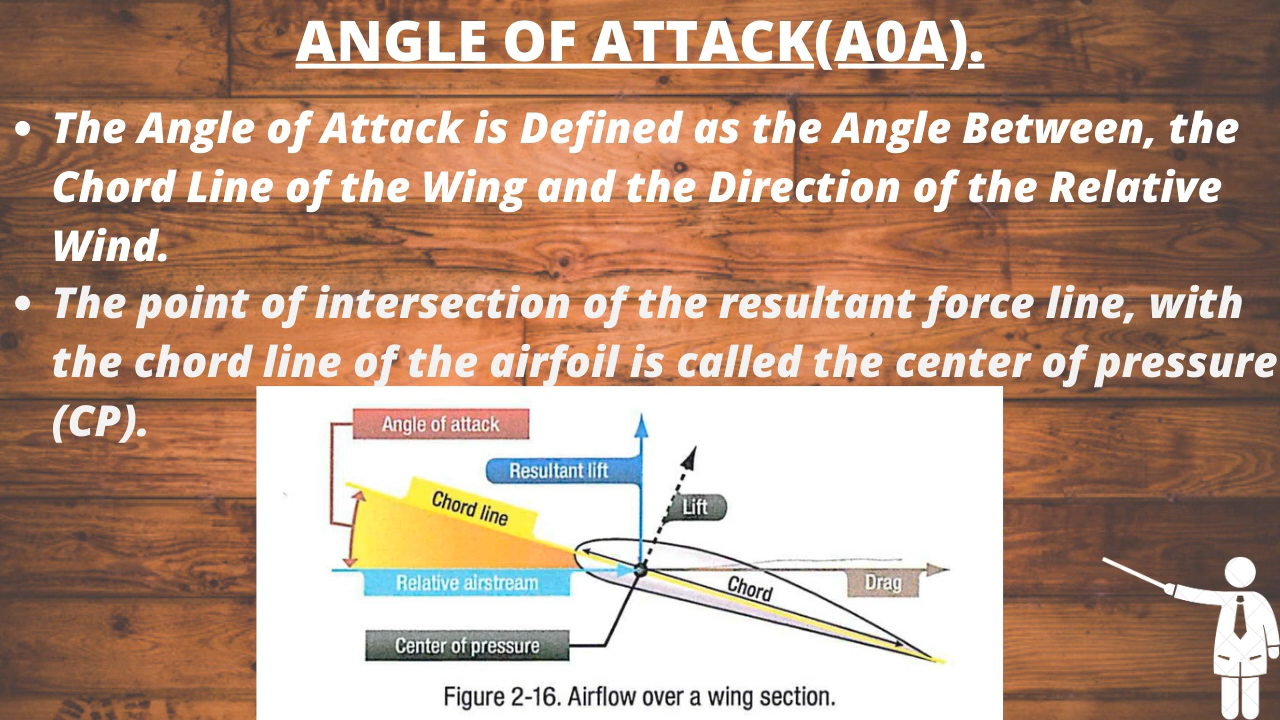 ANGLE OF ATTACK(A0A).
• The Angle of Attack is Defined as the Angle Between, the
Chord Line of the Wing and the Direction of the Relative
Wind.
• The point of intersection of the resultant force line, with
the chord line of the airfoil is called the center of pressure
(CP).
Angle of attack
Resultant lift
Chord line
Lift
Relative airstream
Chord
Drag
Center of pressure
Figure 2-16. Airflow over a wing section.